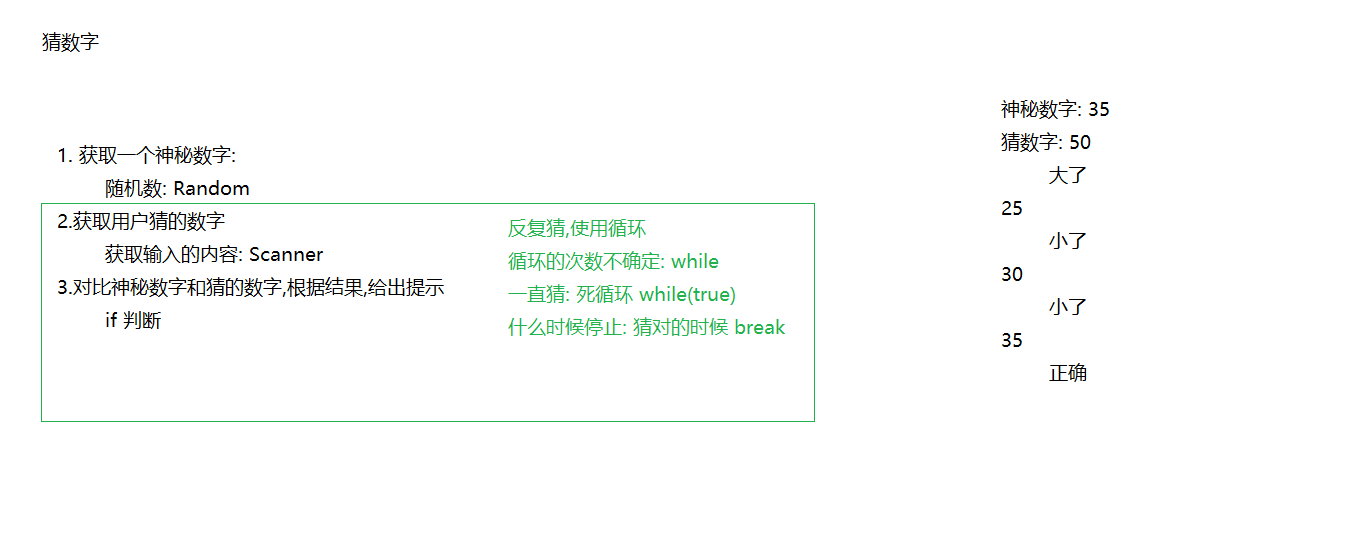 猜数字
1. 获取一个神秘数字:
随机数: Random
2.获取用户猜的数字
获取输入的内容: Scanner
3.对比神秘数字和猜的数字,根据结果,给出提示
if 判断
反复猜,使用循环
循环的次数不确定: while
一直猜: 死循环 while(true)
什么时候停止: 猜对的时候 break
神秘数字: 35
猜数字: 50
大了
25
小了
30
小了
35
正确